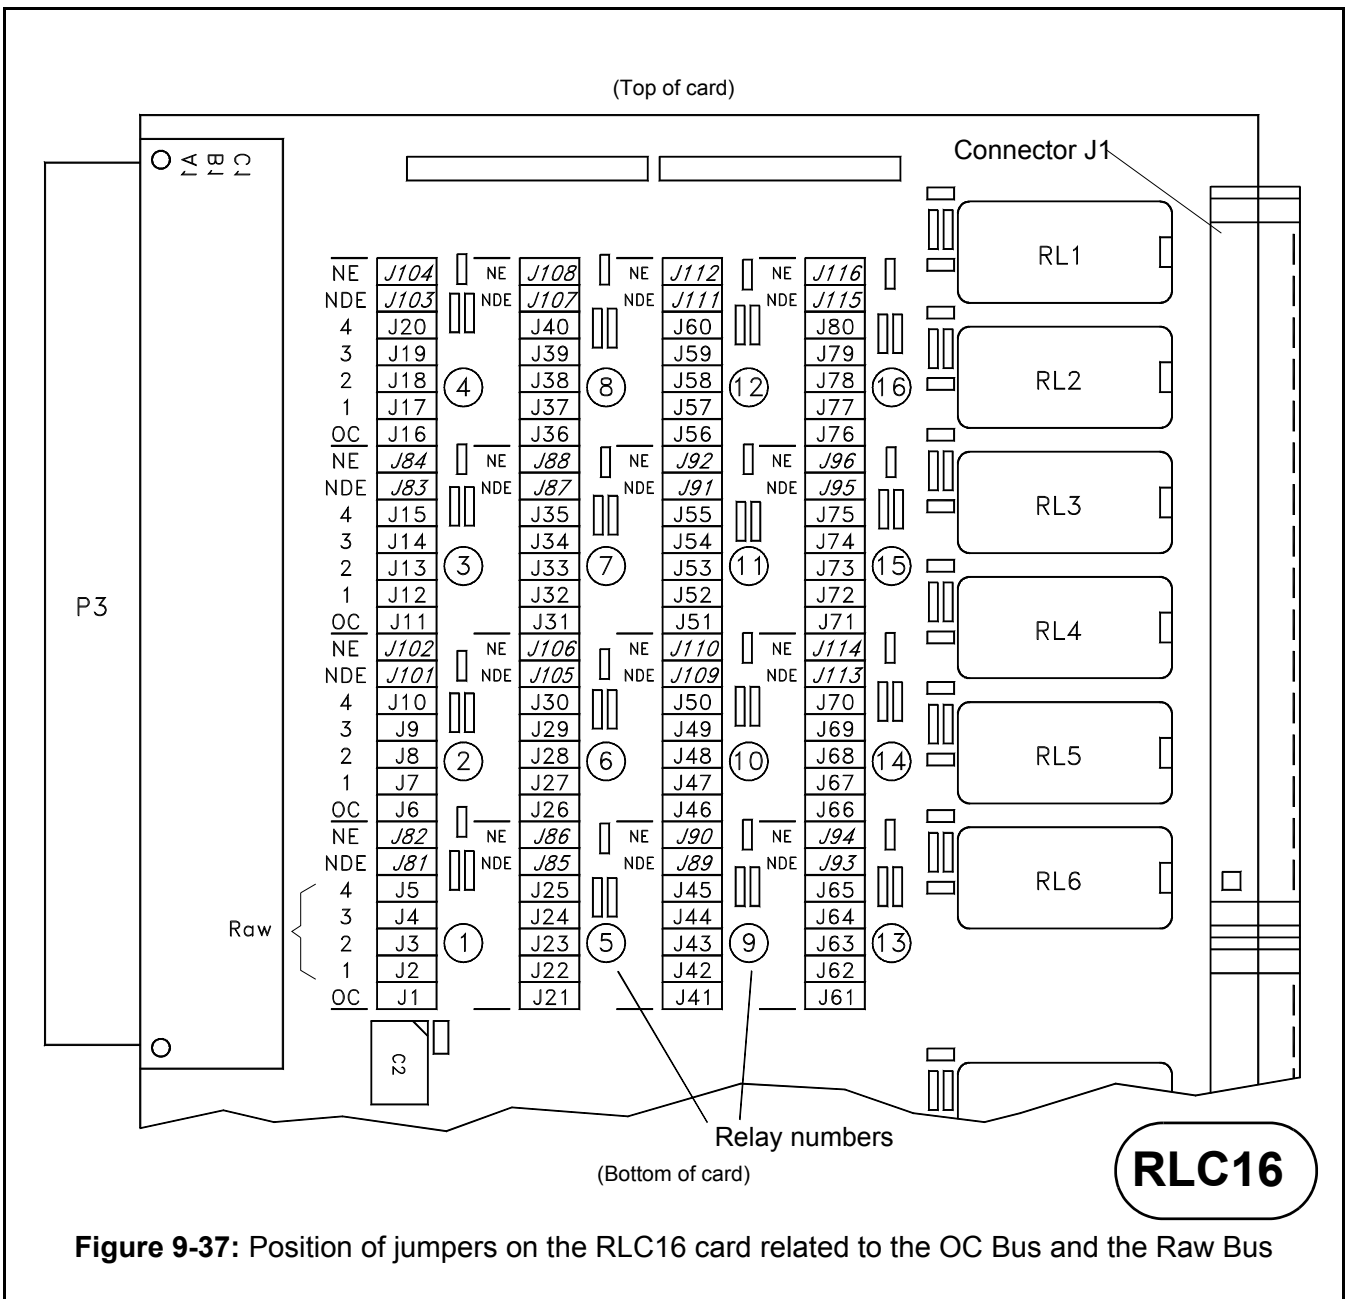 (Top of card)
Connector J1
A1 B1 C1
P3
NE J104 NE J108 NE J112 NE J116
NDE J103 NDE J107 NDE J111 NDE J115
4 J20 J40 J60 J80
3 J19 J39 J59 J79
2 J18 4 J38 8 J58 12 J78 16
1 J17 J37 J57 J77
OC J16 J36 J56 J76
NE J84 NE J88 NE J92 NE J96
NDE J83 NDE J87 NDE J91 NDE J95
4 J15 J35 J55 J75
3 J14 J34 J54 J74
2 J13 3 J33 7 J53 11 J73 15
1 J12 J32 J52 J72
OC J11 J31 J51 J71
NE J102 NE J106 NE J110 NE J114
NDE J101 NDE J105 NDE J109 NDE J113
4 J10 J30 J50 J70
3 J9 J29 J49 J69
2 J8 2 J28 6 J48 10 J68 14
1 J7 J27 J47 J67
OC J6 J26 J46 J66
NE J82 NE J86 NE J90 NE J94
NDE J81 NDE J85 NDE J89 NDE J93
4 J5 J25 J45 J65
3 J4 J24 J44 J64
Raw
2 J3 1 J23 5 J43 9 J63 13
1 J2 J22 J42 J62
OC J1 J21 J41 J61
RL1
RL2
RL3
RL4
RL5
RL6
C2
Relay numbers
(Bottom of card)
RLC16
Figure 9-37: Position of jumpers on the RLC16 card related to the OC Bus and the Raw Bus